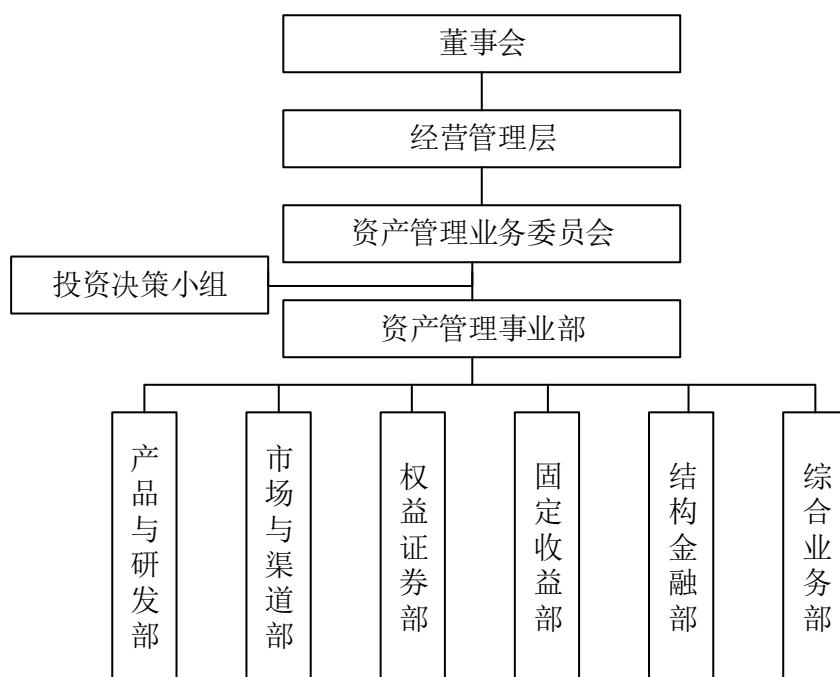 董事会
经营管理层
资产管理业务委员会
投资决策小组
资产管理事业部
产品与研发部
市场与渠道部
权益证券部
固定收益部
结构金融部
综合业务部